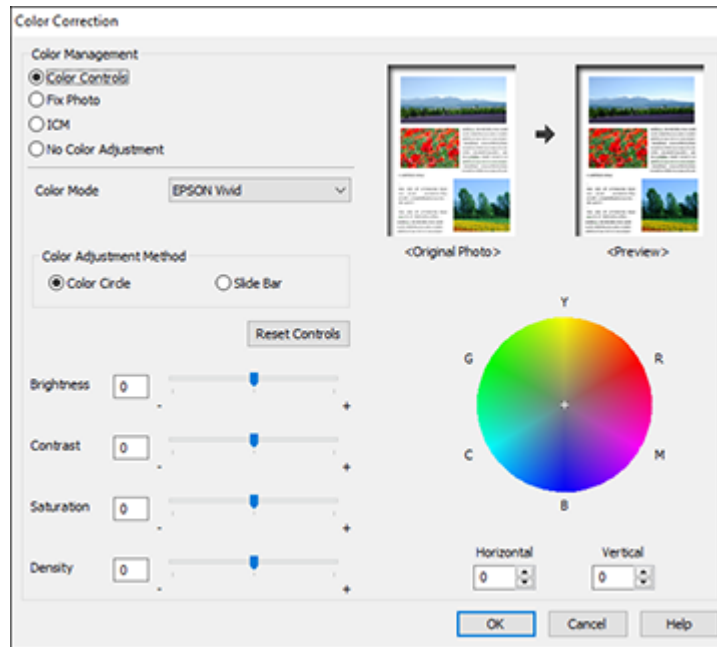 Color Correction
Color Management
Color Controls
Fix Photo
ICM
No Color Adjustment
Color Mode
EPSON Vivid
Color Adjustment Method
Color Circle
Slide Bar
Reset Controls
Brightness
0
-
+
Contrast
0
-
+
Saturation
0
-
+
Density
0
-
+
<Original Photo>
<Preview>
Y
G
R
C
M
B
Horizontal
Vertical
0
0
OK
Cancel
Help